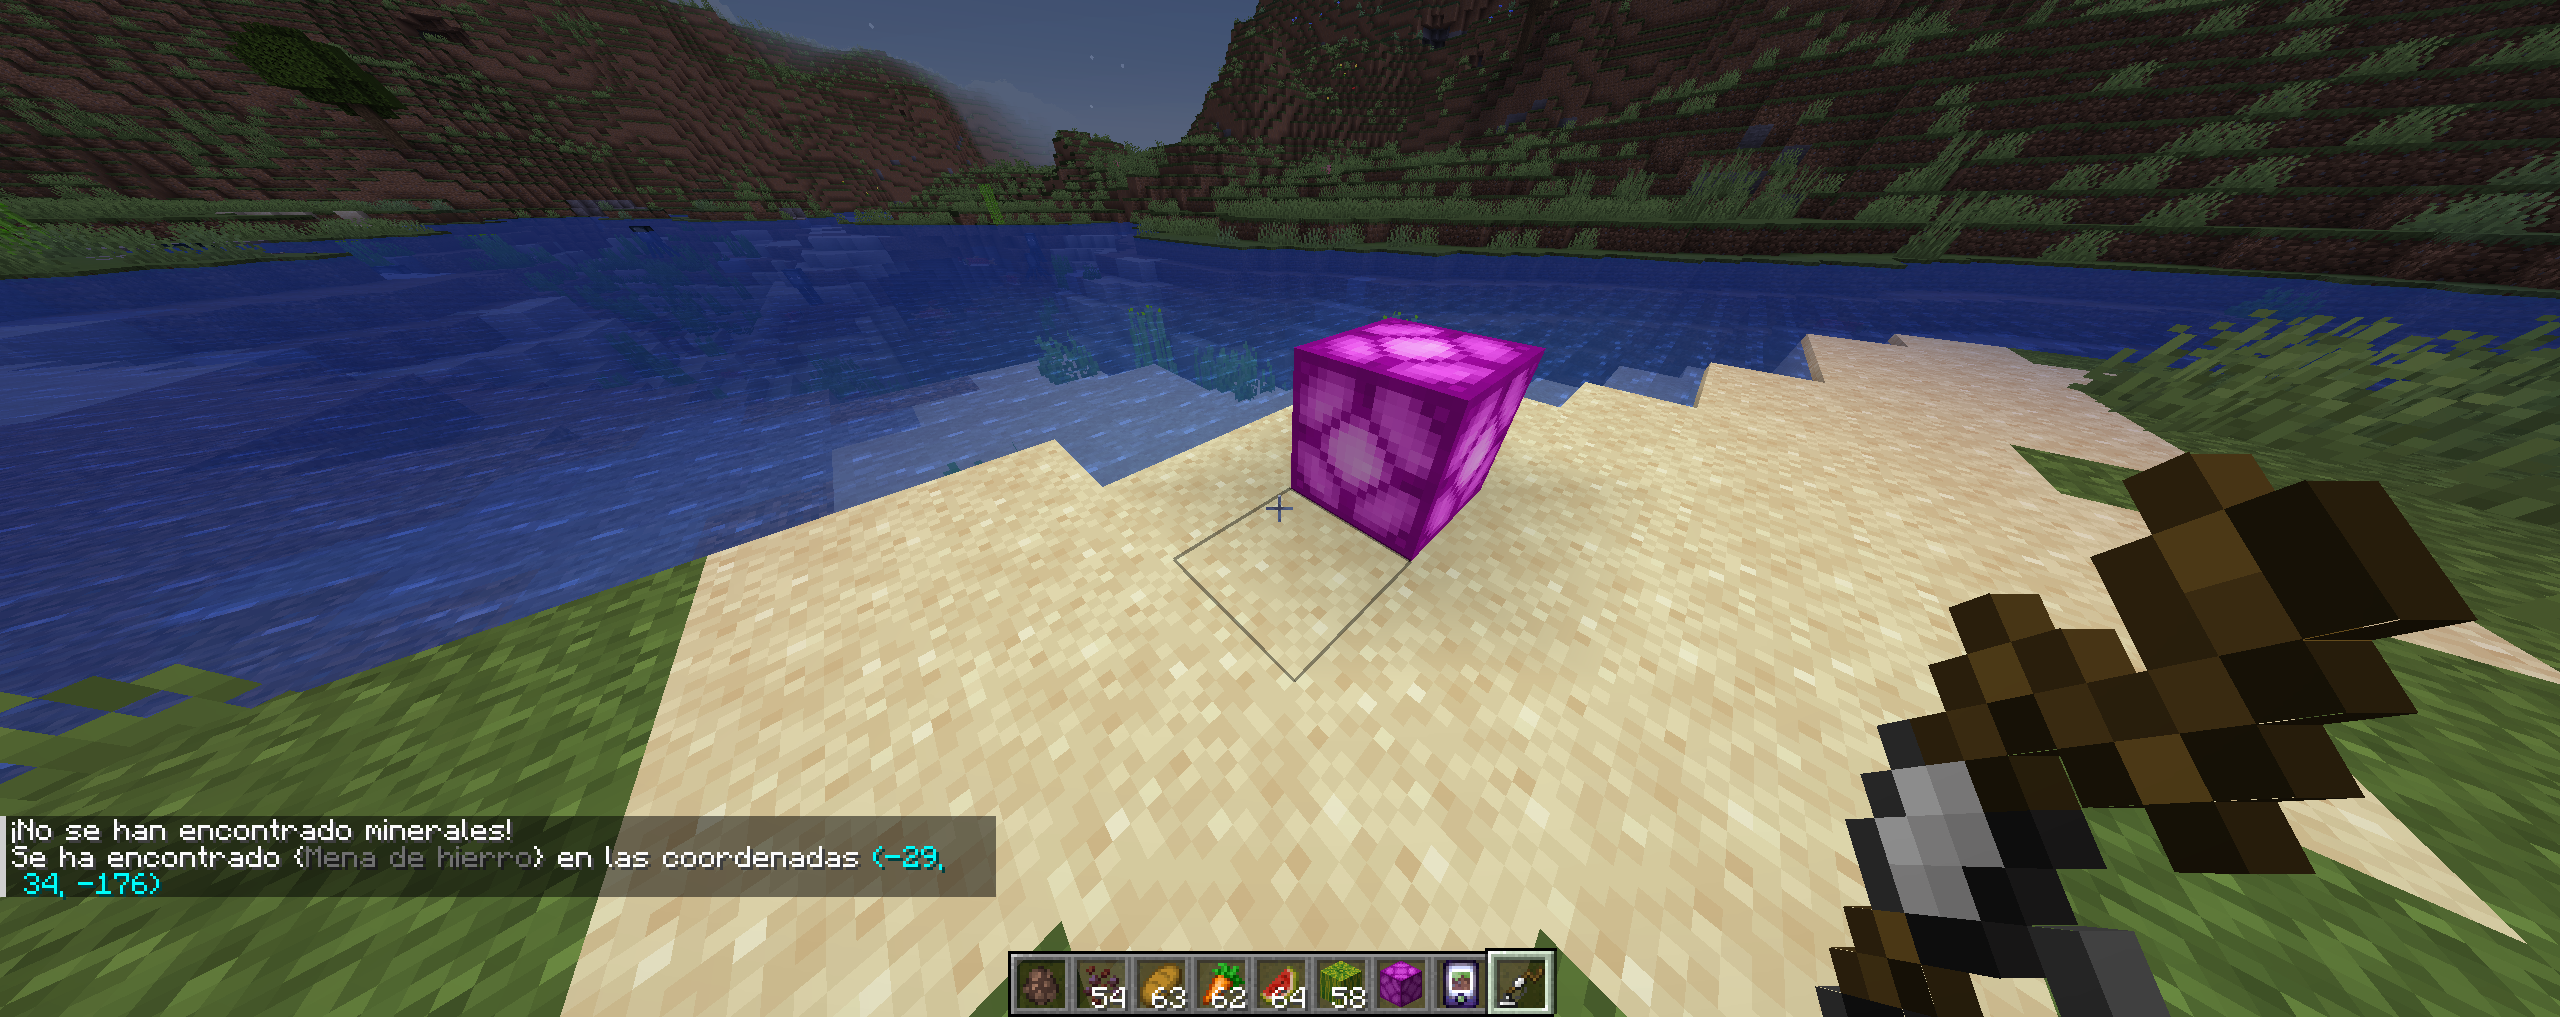 ¡No se han encontrado minerales!
Se ha encontrado {Mena de hierro} en las coordenadas (-29,
34, -176)
54 63 62 64 58